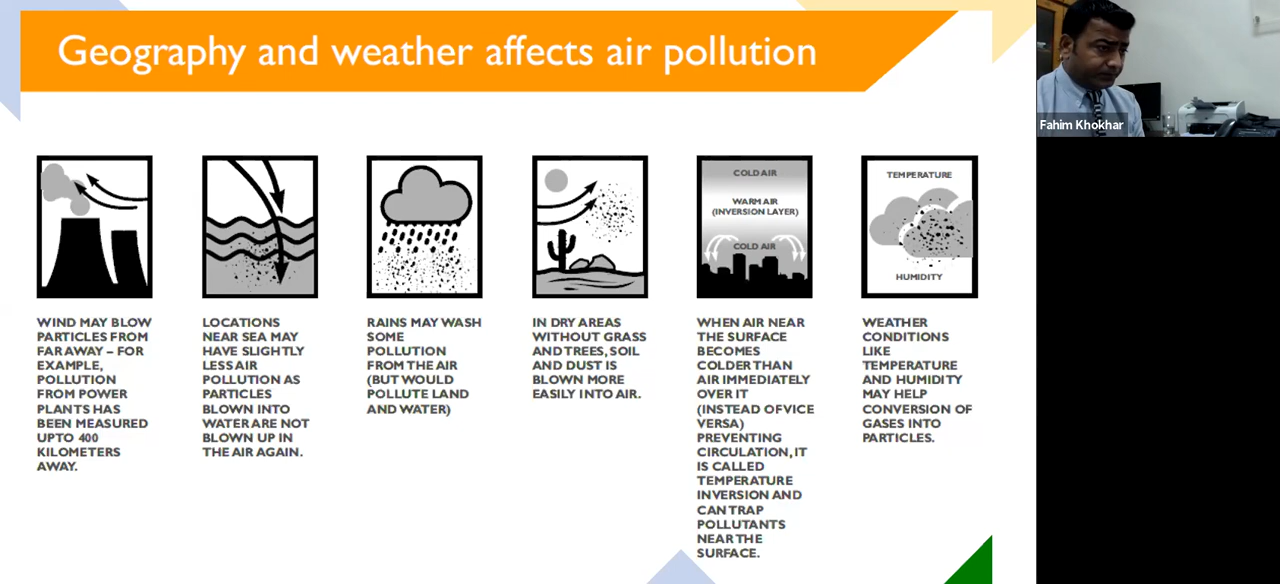 Geography and weather affects air pollution
Fahim Khokhar
COLD AIR
WARM AIR
(INVERSION LAYER)
COLD AIR
TEMPERATURE
HUMIDITY
WIND MAY BLOW
PARTICLES FROM
FAR AWAY – FOR
EXAMPLE,
POLLUTION
FROM POWER
PLANTS HAS
BEEN MEASURED
UPTO 400
KILOMETERS
AWAY.
LOCATIONS
NEAR SEA MAY
HAVE SLIGHTLY
LESS AIR
POLLUTION AS
PARTICLES
BLOWN INTO
WATER ARE NOT
BLOWN UP IN
THE AIR AGAIN.
RAINS MAY WASH
SOME
POLLUTION
FROM THE AIR
(BUT WOULD
POLLUTE LAND
AND WATER)
IN DRY AREAS
WITHOUT GRASS
AND TREES, SOIL
AND DUST IS
BLOWN MORE
EASILY INTO AIR.
WHEN AIR NEAR
THE SURFACE
BECOMES
COLDER THAN
AIR IMMEDIATELY
OVER IT
(INSTEAD OF VICE
VERSA)
PREVENTING
CIRCULATION, IT
IS CALLED
TEMPERATURE
INVERSION AND
CAN TRAP
POLLUTANTS
NEAR THE
SURFACE.
WEATHER
CONDITIONS
LIKE
TEMPERATURE
AND HUMIDITY
MAY HELP
CONVERSION OF
GASES INTO
PARTICLES.